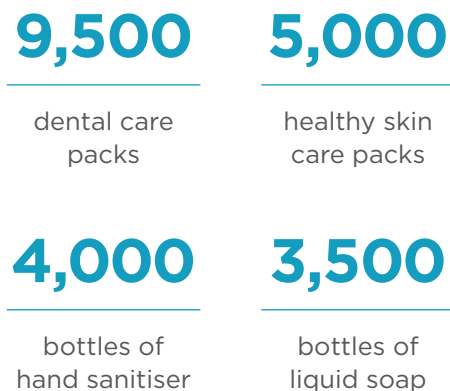 9,500
dental care
packs
5,000
healthy skin
care packs
4,000
bottles of
hand sanitiser
3,500
bottles of
liquid soap